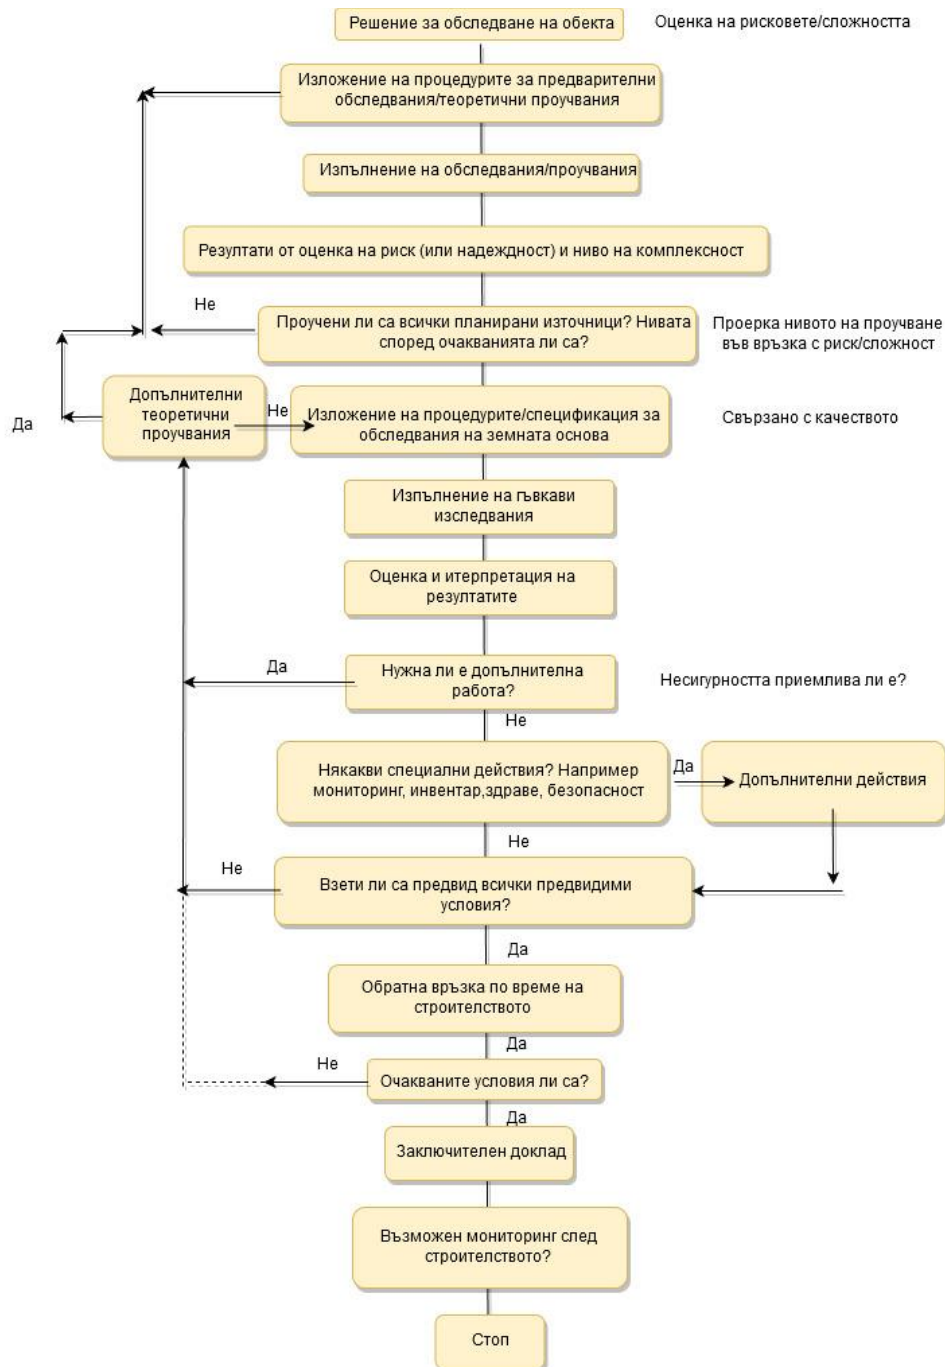 Решение за обследване на обекта
Оценка на рисковете/сложността
Изложение на процедурите за предварителни
обследвания/теоретични проучвания
Изпълнение на обследвания/проучвания
Резултати от оценка на риск (или надеждност) и ниво на комплексност
Не
Проучени ли са всички планирани източници? Нивата
според очакванията ли са?
Проерка нивото на проучване
във връзка с риск/сложност
Да
Допълнителни
теоретични
проучвания
Не
Изложение на процедурите/спецификация за
обследвания на земната основа
Свързано с качеството
Изпълнение на гъвкави
изследвания
Оценка и итерпретация на
резултатите
Да
Нужна ли е допълнителна
работа?
Несигурността приемлива ли е?
Не
Някакви специални действия? Например
мониторинг, инвентар,здраве, безопасност
Да
Допълнителни действия
Не
Не
Взети ли са предвид всички предвидими
условия?
Да
Обратна връзка по време на
строителството
Да
Не
Очакваните условия ли са?
Да
Заключителен доклад
Възможен мониторинг след
строителството?
Стоп